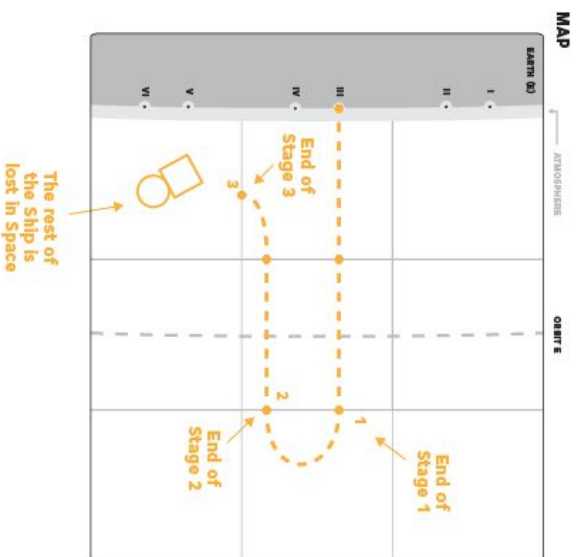 MAP
ATMOSPHERE
ORBIT E
EARTH (E)
I
II
End of
Stage 1
1
III
End of
Stage 3
IV
2
3
End of
Stage 2
V
VI
The rest of
the Ship is
lost in Space